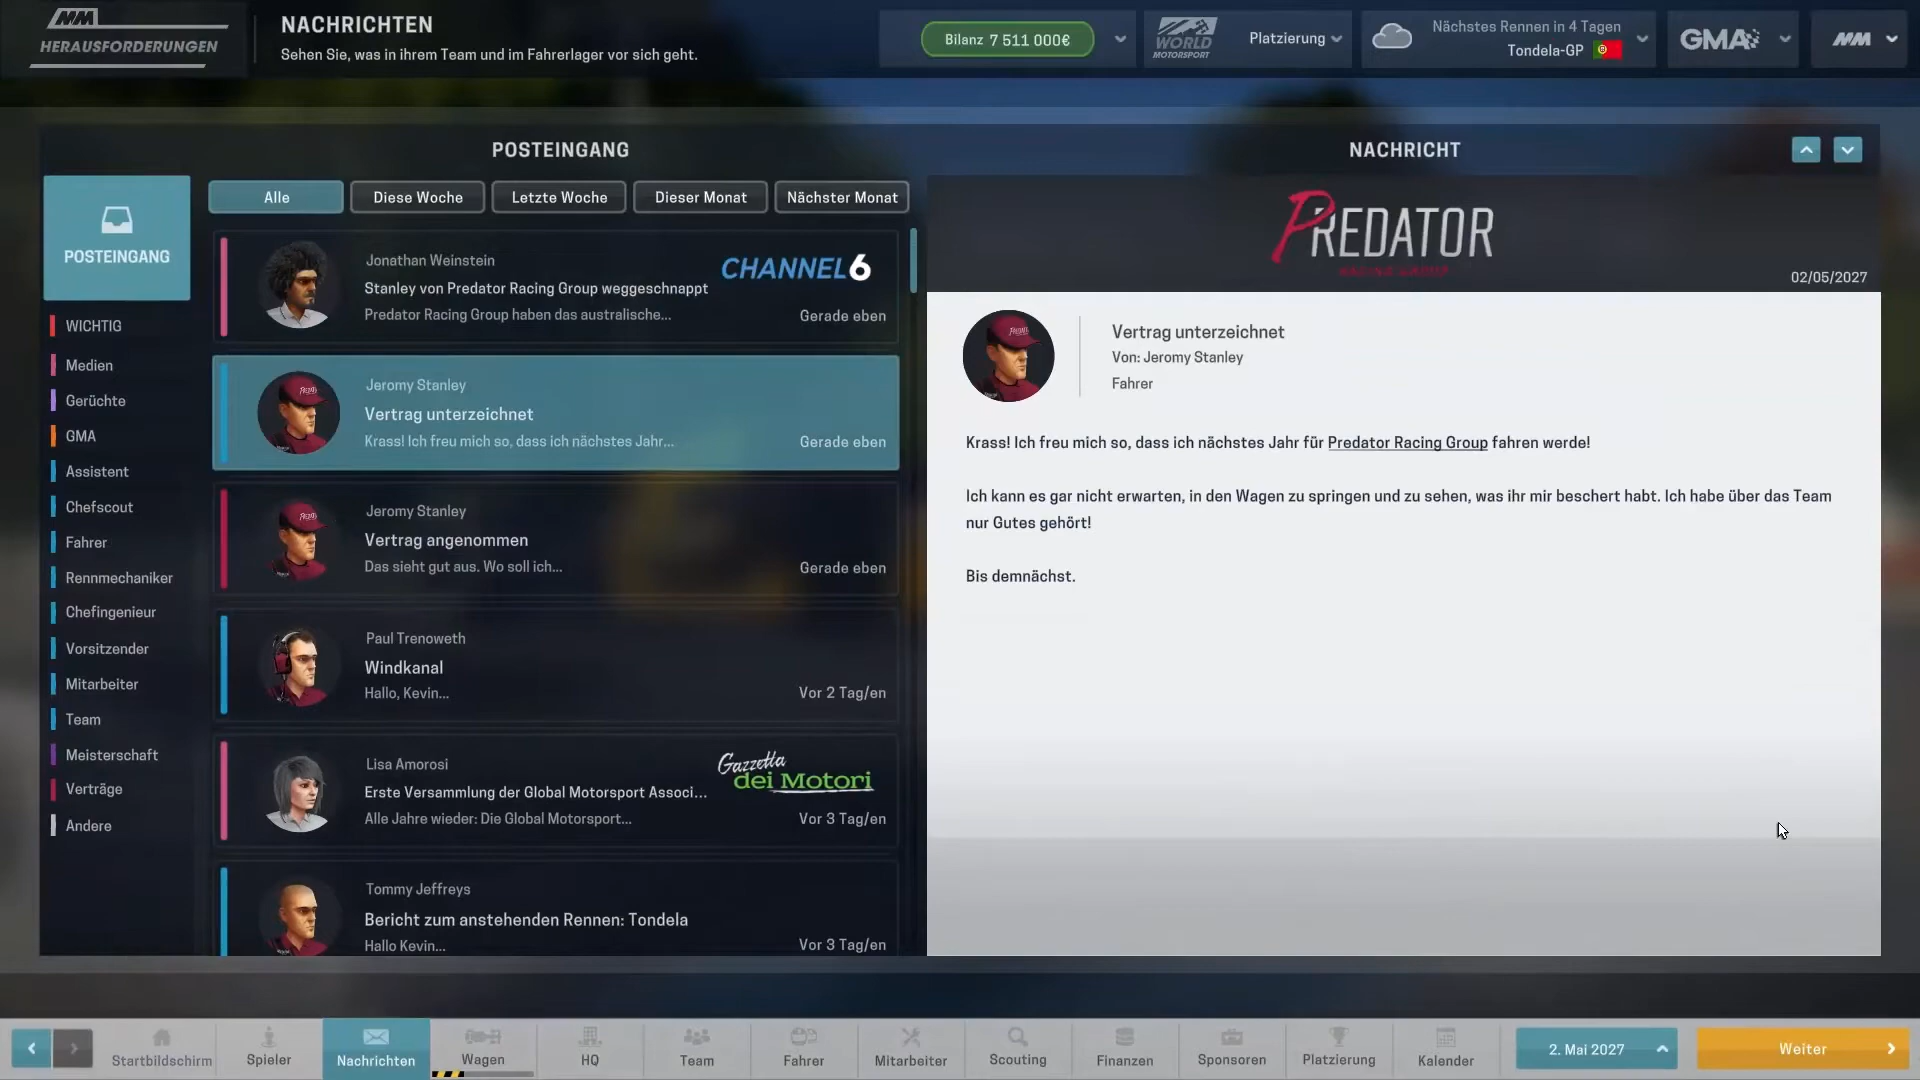 MM
HERAUSFORDERUNGEN
NACHRICHTEN
Sehen Sie, was in ihrem Team und im Fahrerlager vor sich geht.
Bilanz 7 511 000€
WORLD
MOTORSPORT
Platzierung
Nächstes Rennen in 4 Tagen
Tondela-GP
GMA
MM
POSTEINGANG
NACHRICHT
POSTEINGANG
WICHTIG
Medien
Gerüchte
GMA
Assistent
Chefscout
Fahrer
Rennmechaniker
Chefingenieur
Vorsitzender
Mitarbeiter
Team
Meisterschaft
Verträge
Andere
Alle
Diese Woche
Letzte Woche
Dieser Monat
Nächster Monat
Jonathan Weinstein
CHANNEL6
Stanley von Predator Racing Group weggeschnappt
Predator Racing Group haben das australische...
Gerade eben
Jeromy Stanley
Vertrag unterzeichnet
Krass! Ich freu mich so, dass ich nächstes Jahr...
Gerade eben
Jeromy Stanley
Vertrag angenommen
Das sieht gut aus. Wo soll ich...
Gerade eben
Paul Trenoweth
Windkanal
Hallo, Kevin...
Vor 2 Tag/en
Lisa Amorosi
Gazzetta
dei Motori
Erste Versammlung der Global Motorsport Associ...
Alle Jahre wieder: Die Global Motorsport...
Vor 3 Tag/en
Tommy Jeffreys
Bericht zum anstehenden Rennen: Tondela
Hallo Kevin...
Vor 3 Tag/en
PREDATOR
RACING GROUP
02/05/2027
Vertrag unterzeichnet
Von: Jeromy Stanley
Fahrer
Krass! Ich freu mich so, dass ich nächstes Jahr für Predator Racing Group fahren werde!
Ich kann es gar nicht erwarten, in den Wagen zu springen und zu sehen, was ihr mir beschert habt. Ich habe über das Team
nur Gutes gehört!
Bis demnächst.
Startbildschirm
Spieler
Nachrichten
Wagen
HQ
Team
Fahrer
Mitarbeiter
Scouting
Finanzen
Sponsoren
Platzierung
Kalender
2. Mai 2027
Weiter